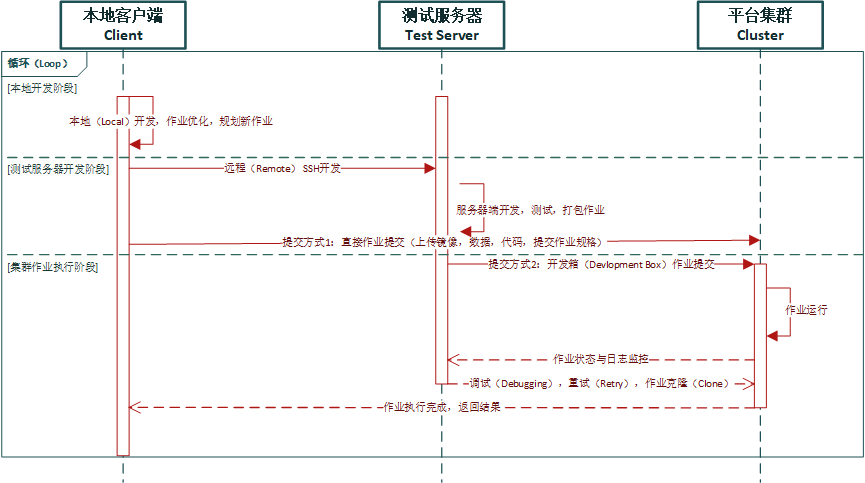 本地客户端
Client
测试服务器
Test Server
平台集群
Cluster
循环（Loop）
[本地开发阶段]
本地（Local）开发，作业优化，规划新作业
[测试服务器开发阶段]
远程（Remote） SSH开发
服务器端开发，测试，打包作业
提交方式1：直接作业提交（上传镜像，数据，代码，提交作业规格）
[集群作业执行阶段]
提交方式2：开发箱（Devlopment Box）作业提交
作业运行
作业状态与日志监控
调试（Debugging），重试（Retry），作业克隆（Clone）
作业执行完成，返回结果